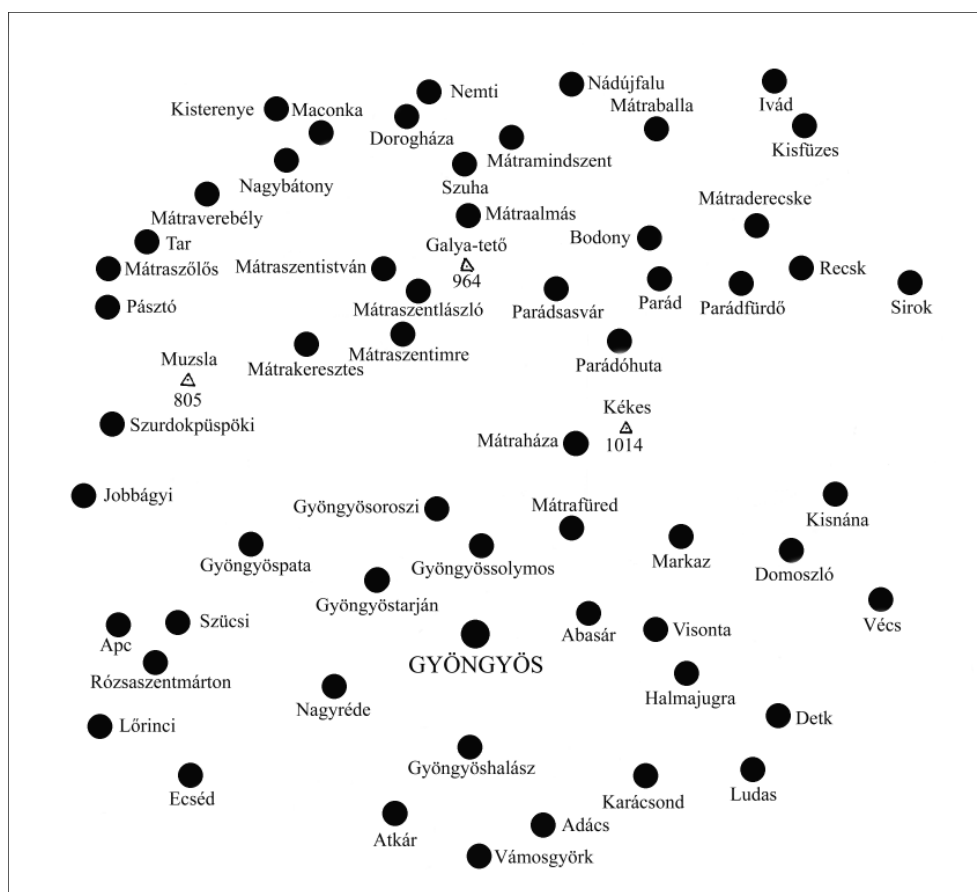 Nemti
Nádújfalu
Ivád
Kisterenye
Maconka
Mátraballa
Dorogháza
Kisfüzes
Mátramindszent
Nagybátony
Szuha
Mátraderecske
Mátraverebély
Mátraalmás
Tar
Bodony
Galya-tető
964
Mátraszőlős
Mátraszentistván
Recsk
Pásztó
Mátraszentlászló
Parádsasvár
Parád
Parádfürdő
Sirok
Muzsla
805
Mátrakeresztes
Mátraszentimre
Parádóhuta
Kékes
1014
Szurdokpüspöki
Mátraháza
Jobbágyi
Gyöngyösoroszi
Mátrafüred
Kisnána
Gyöngyöspata
Gyöngyössolymos
Markaz
Domoszló
Gyöngyöstarján
Szücsi
Abasár
Visonta
Vécs
Apc
GYÖNGYÖS
Rózsaszentmárton
Nagyréde
Halmajugra
Lőrinci
Detk
Gyöngyöshalász
Ecséd
Karácsond
Ludas
Atkár
Adács
Vámosgyörk